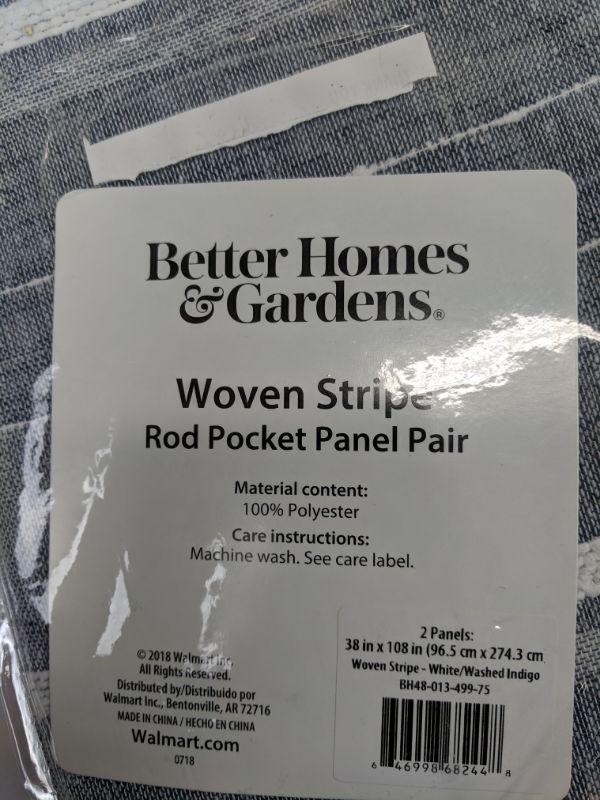 Better Homes
&Gardens®
Woven Stripe
Rod Pocket Panel Pair
Material content:
100% Polyester
Care instructions:
Machine wash. See care label.
© 2018 Walmart Inc.
All Rights Reserved.
Distributed by/Distribuido por
Walmart Inc., Bentonville, AR 72716
MADE IN CHINA / HECHO EN CHINA
Walmart.com
0718
2 Panels:
38 in x 108 in (96.5 cm x 274.3 cm
Woven Stripe - White/Washed Indigo
BH48-013-499-75
6 46998 68244 8